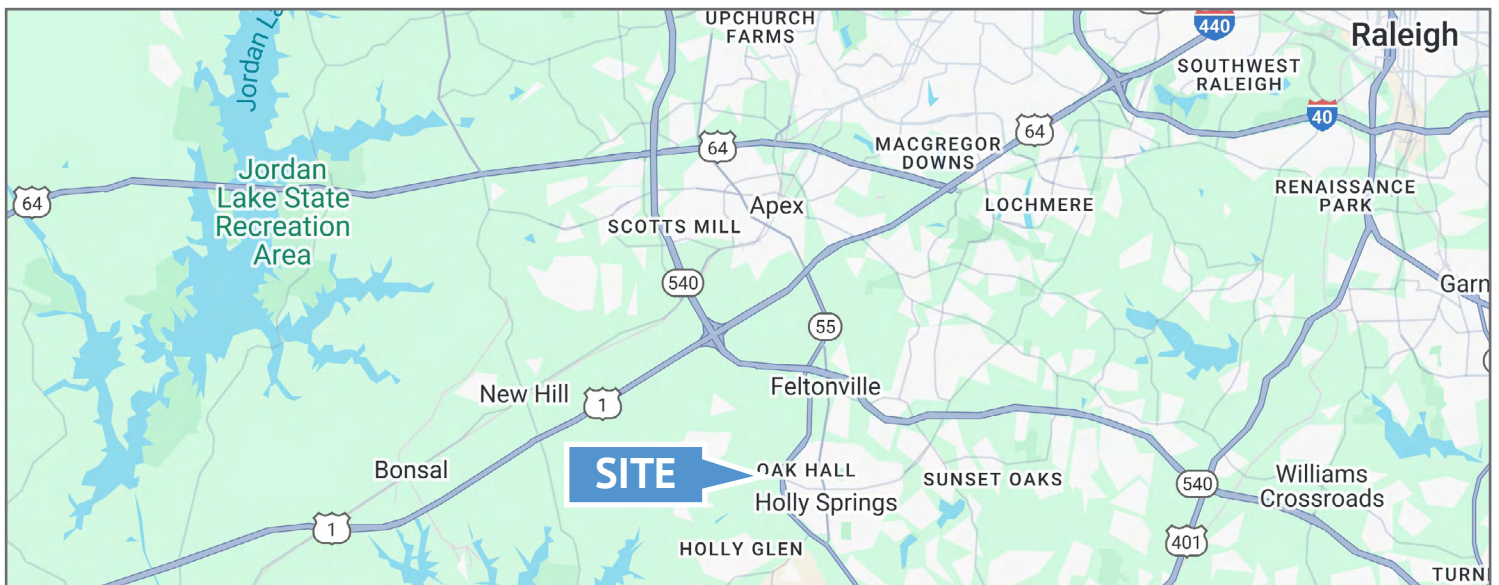 UPCHURCH
FARMS
440
Raleigh
Jordan La
SOUTHWEST
RALEIGH
40
64
64
MACGREGOR
DOWNS
Jordan
Lake State
Recreation
Area
64
RENAISSANCE
PARK
Apex
LOCHMERE
SCOTTS MILL
540
Garn
55
New Hill
1
Feltonville
Bonsal
SITE
OAK HALL
Holly Springs
SUNSET OAKS
540
Williams
Crossroads
1
HOLLY GLEN
401
TURN